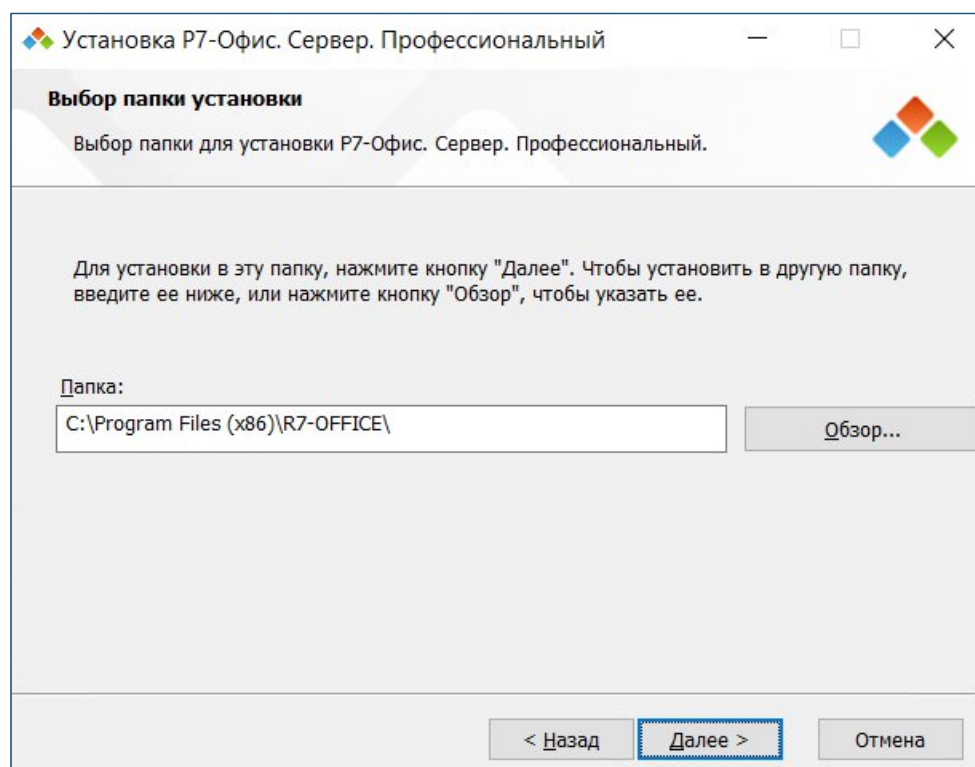 Установка Р7-Офис. Сервер. Профессиональный
Выбор папки установки
Выбор папки для установки Р7-Офис. Сервер. Профессиональный.
Для установки в эту папку, нажмите кнопку "Далее". Чтобы установить в другую папку,
введите ее ниже, или нажмите кнопку "Обзор", чтобы указать ее.
Папка:
C:\Program Files (x86)\R7-OFFICE\
Обзор...
< Назад
Далее >
Отмена